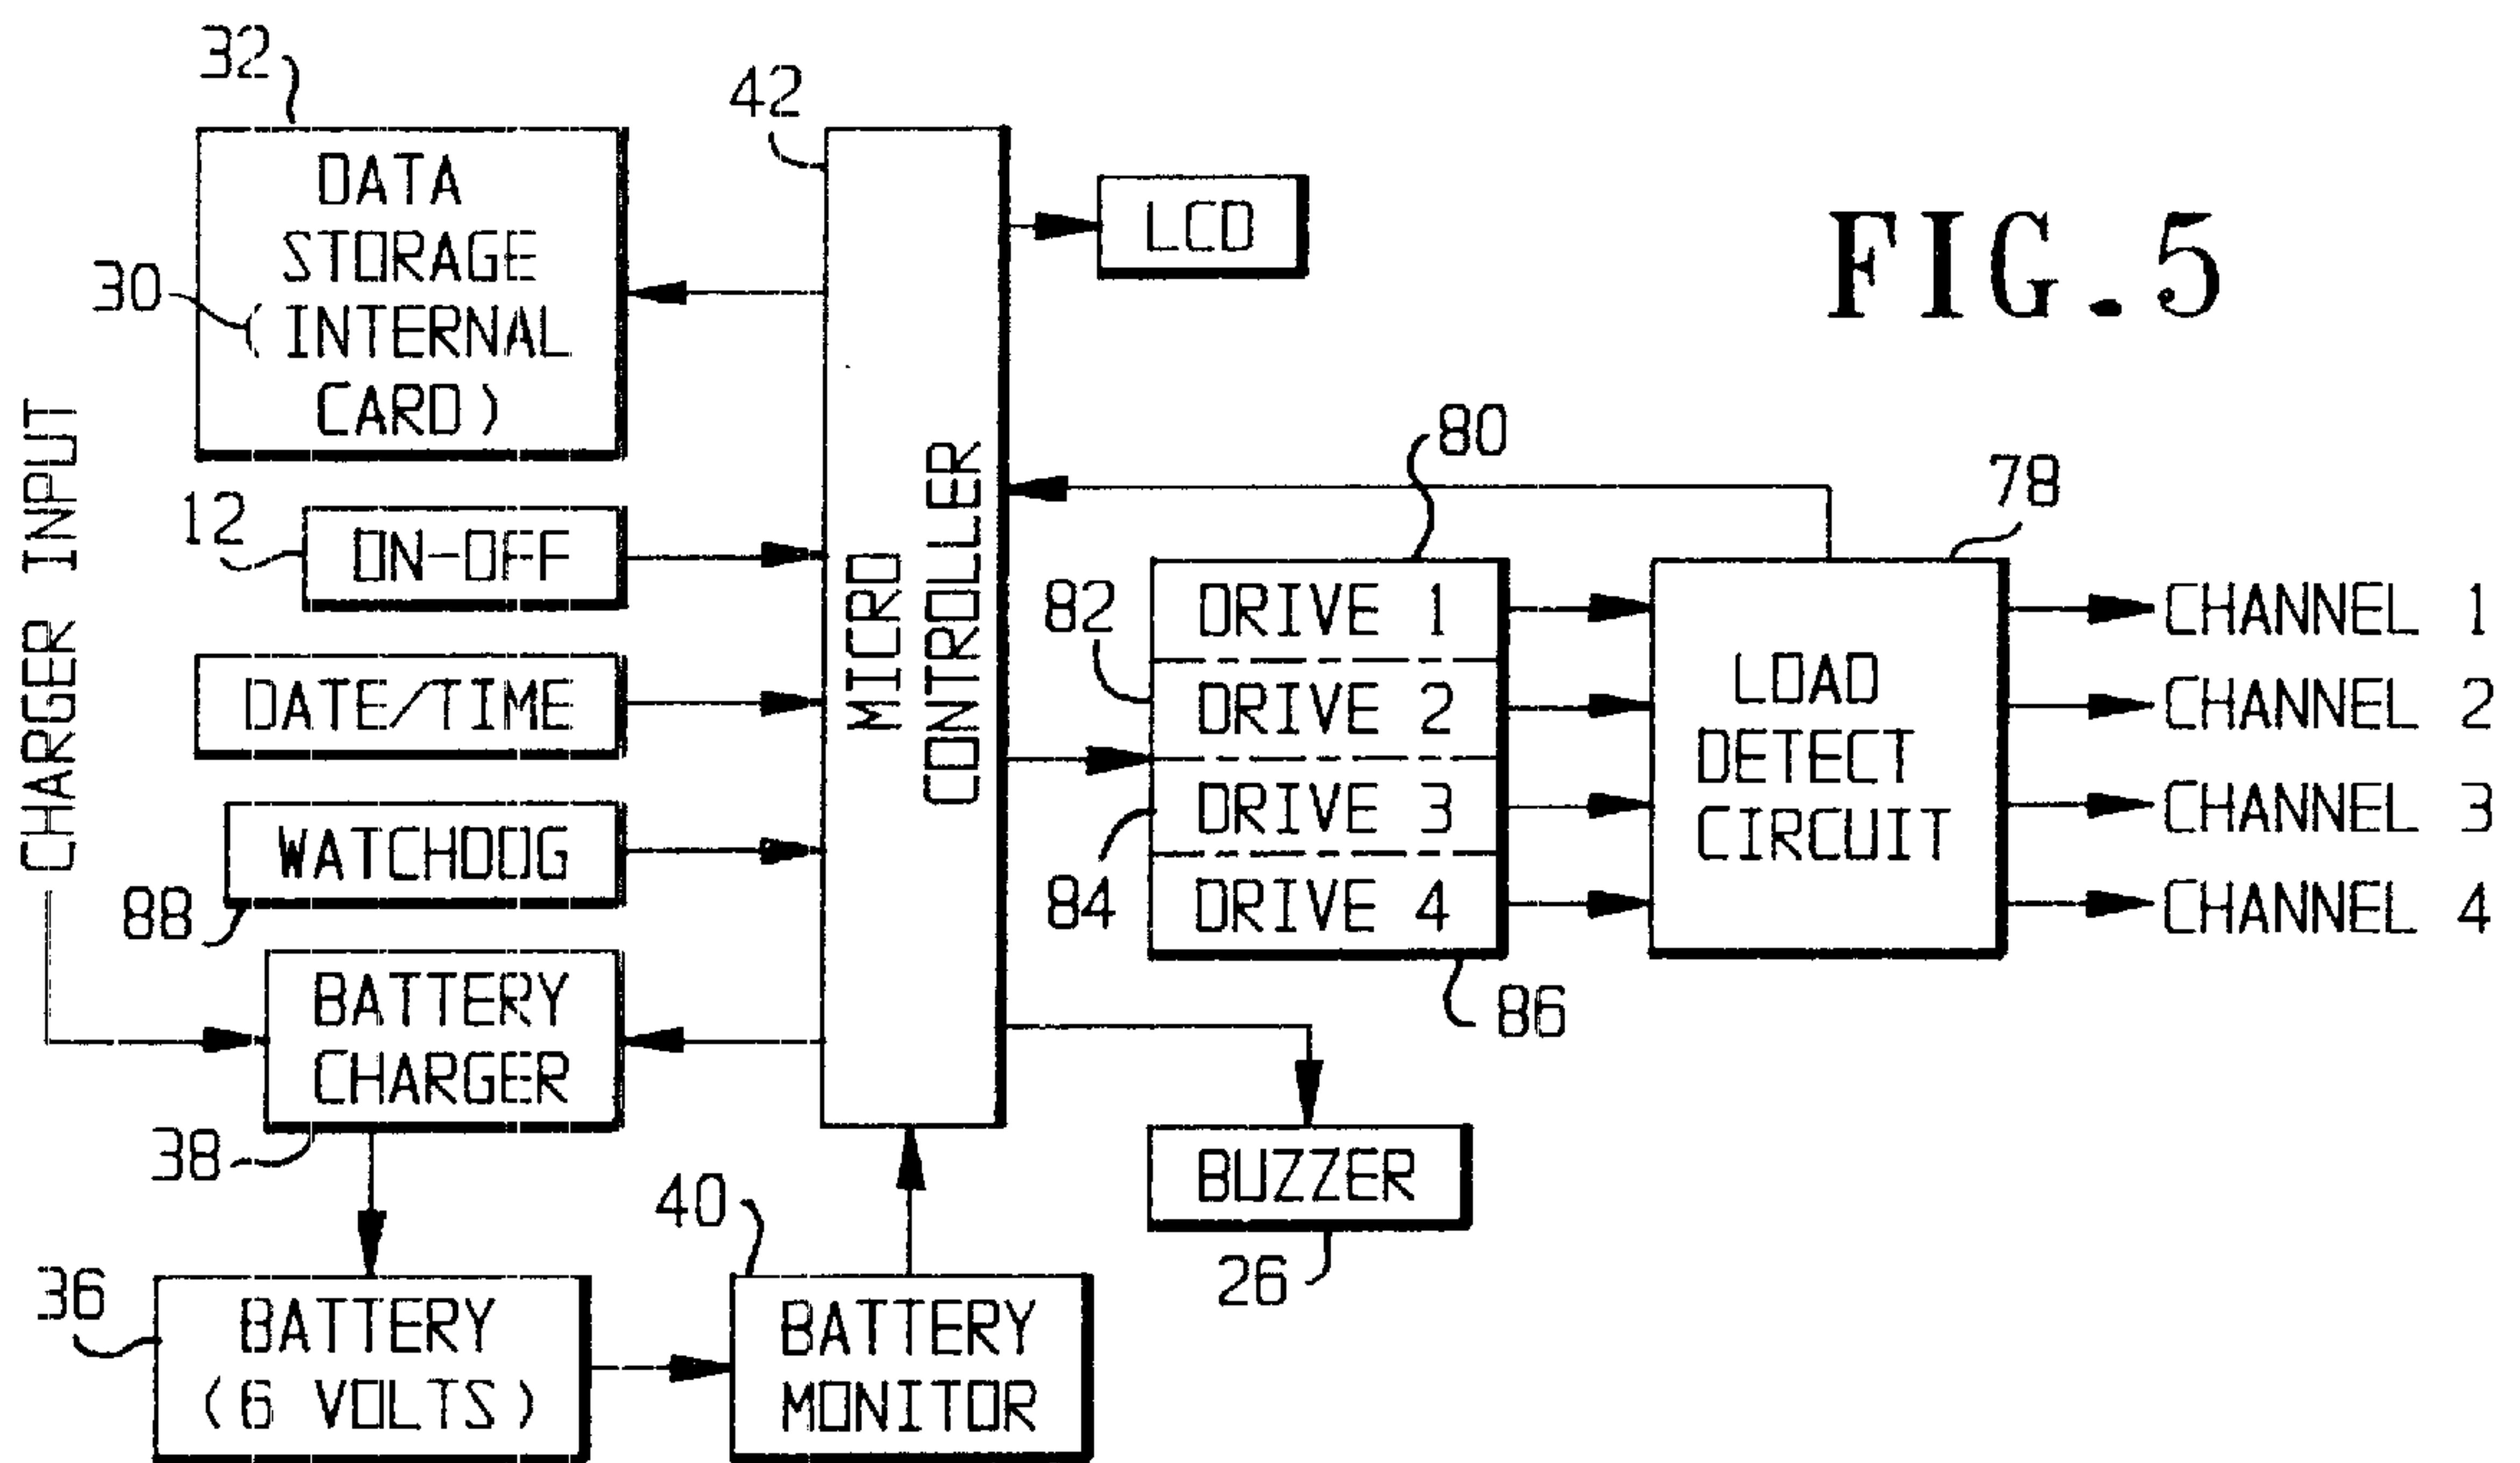 FIG.5
32
DATA
STORAGE
30
(INTERNAL
CARD)
42
MICRO
CONTROLLER
LCD
CHARGER INPUT
12
ON-OFF
DATE/TIME
WATCHDOG
88
BATTERY
CHARGER
38
36
BATTERY
(6 VOLTS)
40
BATTERY
MONITOR
80
82
DRIVE 1
DRIVE 2
DRIVE 3
84
DRIVE 4
86
78
LOAD
DETECT
CIRCUIT
CHANNEL 1
CHANNEL 2
CHANNEL 3
CHANNEL 4
BUZZER
26